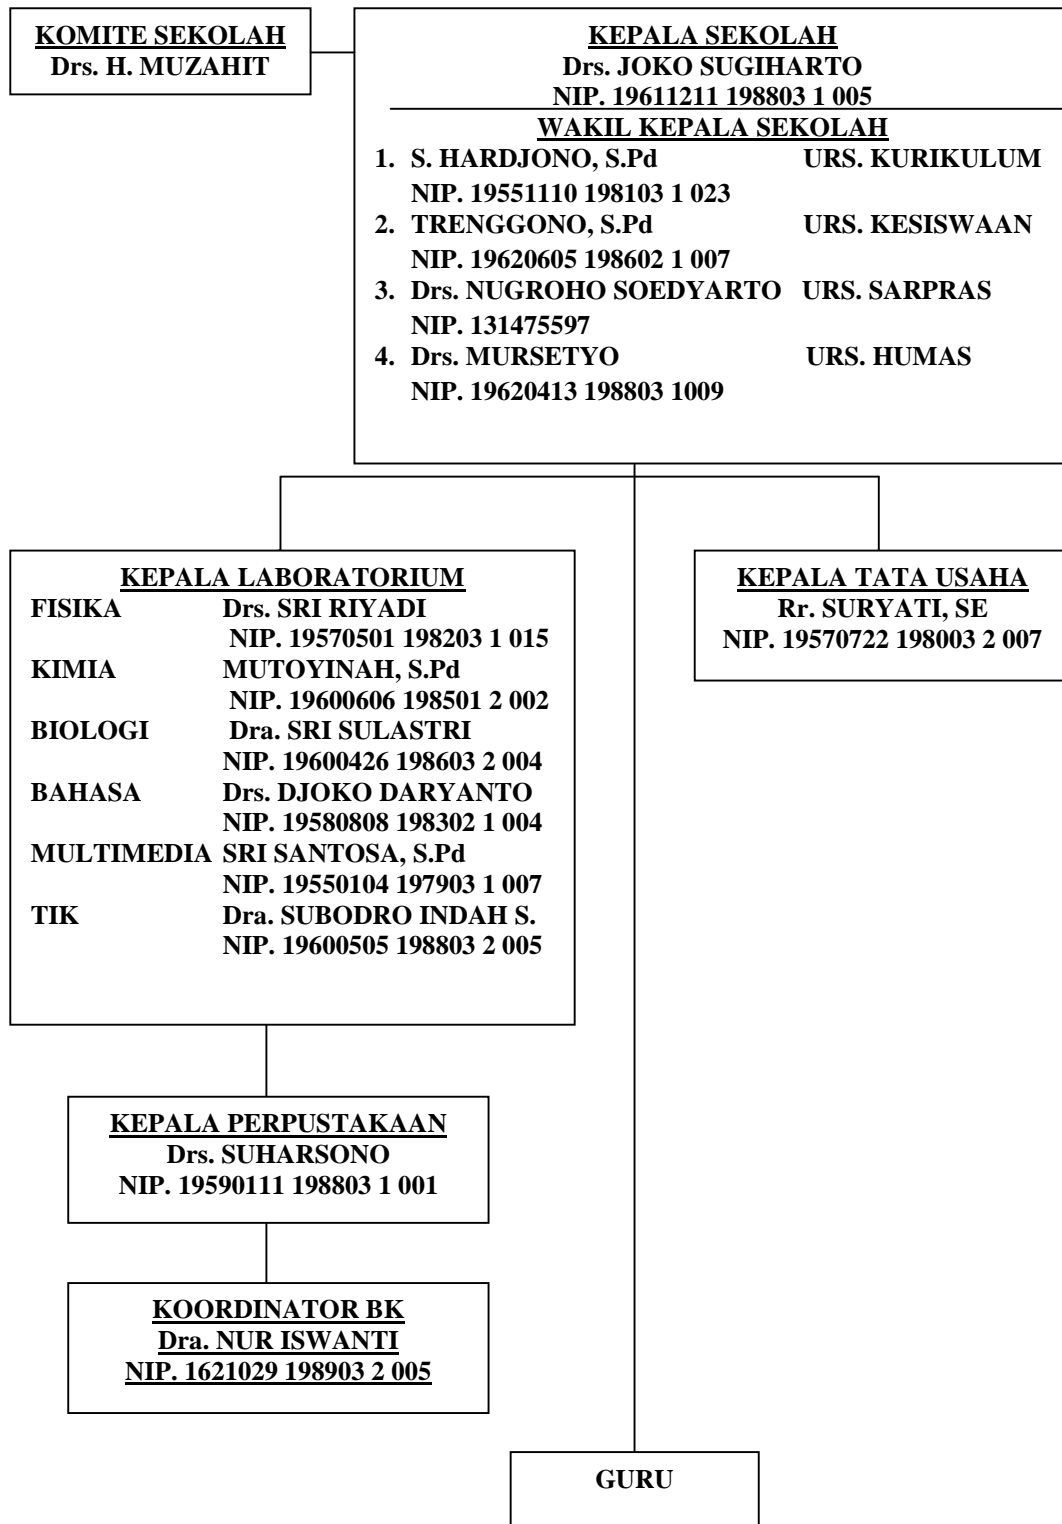 KOMITE SEKOLAH
Drs. H. MUZAHIT
KEPALA SEKOLAH
Drs. JOKO SUGIHARTO
NIP. 19611211 198803 1 005
WAKIL KEPALA SEKOLAH
1. S. HARDJONO, S.Pd URS. KURIKULUM
NIP. 19551110 198103 1 023
2. TRENGGONO, S.Pd URS. KESISWAAN
NIP. 19620605 198602 1 007
3. Drs. NUGROHO SOEDYARTO URS. SARPRAS
NIP. 131475597
4. Drs. MURSETYO URS. HUMAS
NIP. 19620413 198803 1009
KEPALA LABORATORIUM
FISIKA Drs. SRI RIYADI
NIP. 19570501 198203 1 015
KIMIA MUTOYINAH, S.Pd
NIP. 19600606 198501 2 002
BIOLOGI Dra. SRI SULASTRI
NIP. 19600426 198603 2 004
BAHASA Drs. DJOKO DARYANTO
NIP. 19580808 198302 1 004
MULTIMEDIA SRI SANTOSA, S.Pd
NIP. 19550104 197903 1 007
TIK Dra. SUBODRO INDAH S.
NIP. 19600505 198803 2 005
KEPALA TATA USAHA
Rr. SURYATI, SE
NIP. 19570722 198003 2 007
KEPALA PERPUSTAKAAN
Drs. SUHARSONO
NIP. 19590111 198803 1 001
KOORDINATOR BK
Dra. NUR ISWANTI
NIP. 1621029 198903 2 005
GURU